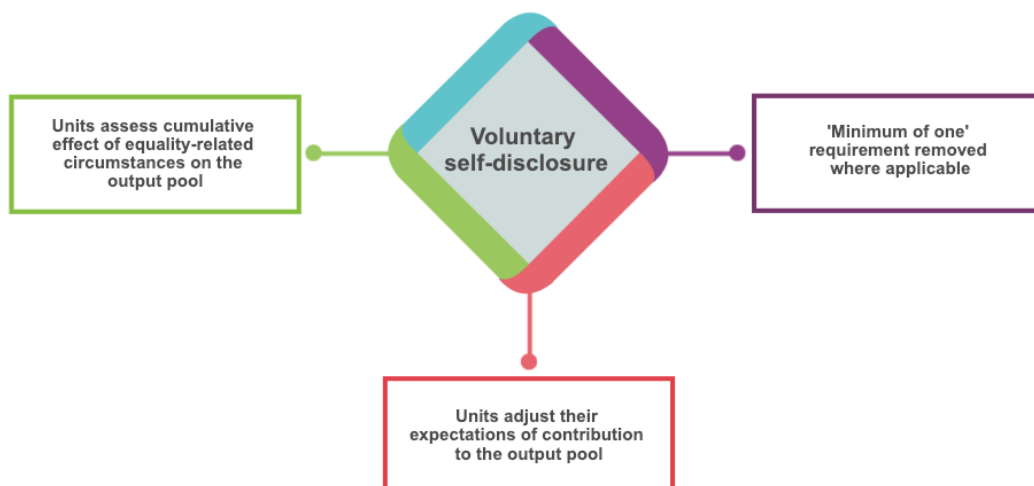 Voluntary
self-disclosure
Units assess cumulative
effect of equality-related
circumstances on the
output pool
'Minimum of one'
requirement removed
where applicable
Units adjust their
expectations of contribution
to the output pool